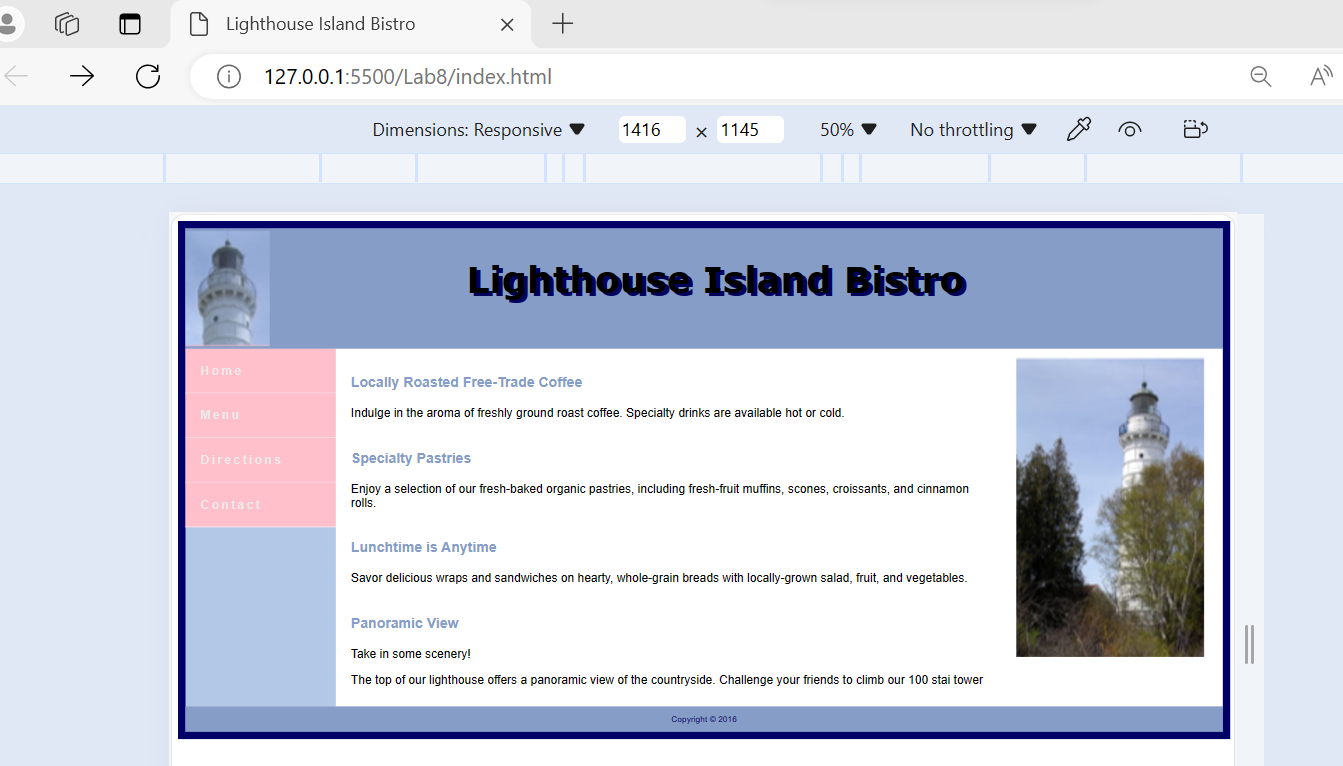 Lighthouse Island Bistro
127.0.0.1:5500/Lab8/index.html
A
Dimensions: Responsive 1416 × 1145 50% No throttling
Lighthouse Island Bistro
Home
Menu
Directions
Contact
Locally Roasted Free-Trade Coffee
Indulge in the aroma of freshly ground roast coffee. Specialty drinks are available hot or cold.
Specialty Pastries
Enjoy a selection of our fresh-baked organic pastries, including fresh-fruit muffins, scones, croissants, and cinnamon
rolls.
Lunchtime is Anytime
Savor delicious wraps and sandwiches on hearty, whole-grain breads with locally-grown salad, fruit, and vegetables.
Panoramic View
Take in some scenery!
The top of our lighthouse offers a panoramic view of the countryside. Challenge your friends to climb our 100 stai tower
Copyright © 2016